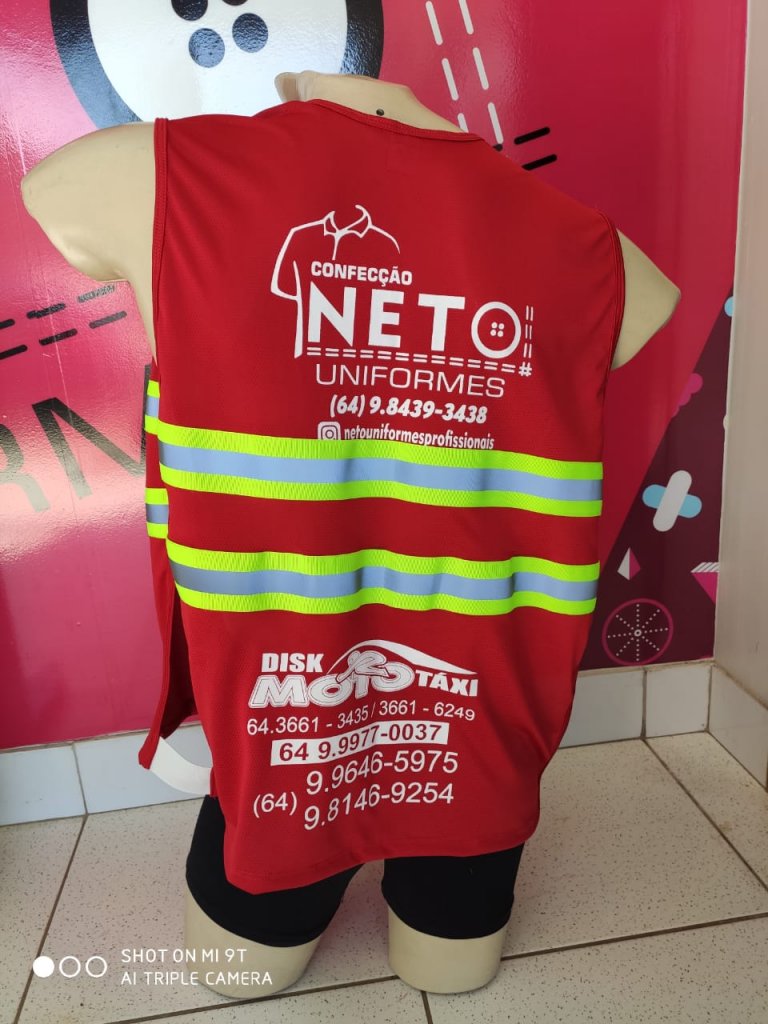 CONFECÇÃO
NETO
UNIFORMES
(64) 9.8439-3438
netouniformesprofissionais
DISK
MOTO TÁXI
64.3661 - 3435 / 3661 - 6249
64 9.9977-0037
9.9646-5975
(64) 9.8146-9254
SHOT ON MI 9T
AI TRIPLE CAMERA